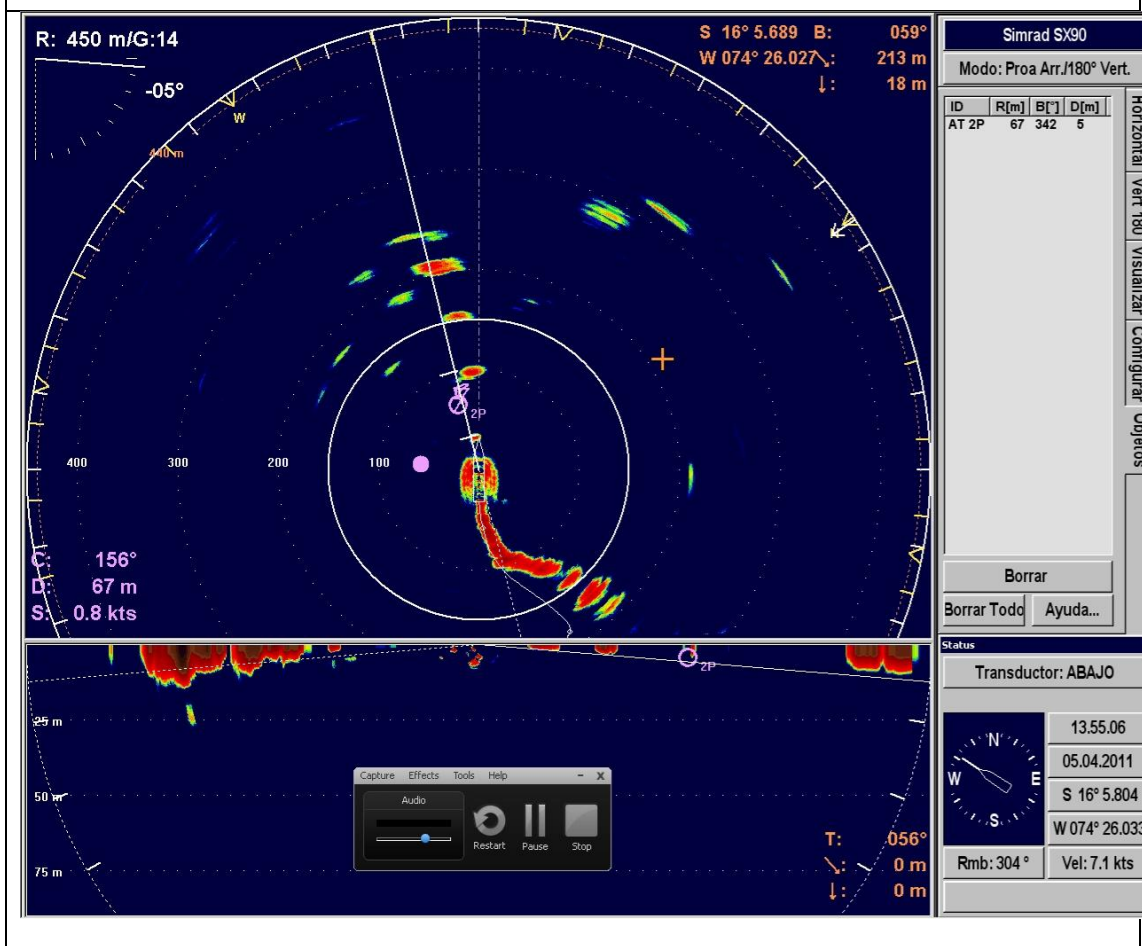 R: 450 m/G:14
-05°
W
440 m
N
S 16° 5.689 B: 059°
W 074° 26.027 : 213 m
↓: 18 m
2P
400 300 200 100
C: 156°
D: 67 m
S: 0.8 kts
2P
25 m
50 m
75 m
Capture Effects Tools Help - X
Audio
Restart Pause Stop
T: 056°
: 0 m
↓: 0 m
Simrad SX90
Modo: Proa Arr./180° Vert.
ID R[m] B[°] D[m]
AT 2P 67 342 5
Horizontal
Vert 180
Visualizar
Configurar
Objetos
Borrar
Borrar Todo Ayuda...
Status
Transductor: ABAJO
N
W E
S
13.55.06
05.04.2011
S 16° 5.804
W 074° 26.033
Rmb: 304 ° Vel: 7.1 kts